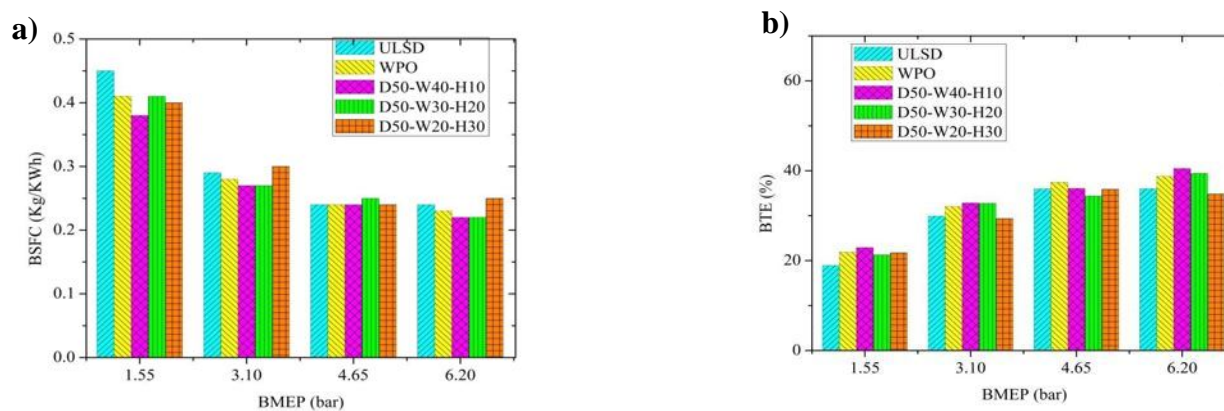 a)
0.5
0.4
0.3
0.2
0.1
0.0
BSFC (Kg/KWh)
ULSD
WPO
D50-W40-H10
D50-W30-H20
D50-W20-H30
1.55 3.10 4.65 6.20
BMEP (bar)
b)
60
40
20
0
BTE (%)
ULSD
WPO
D50-W40-H10
D50-W30-H20
D50-W20-H30
1.55 3.10 4.65 6.20
BMEP (bar)